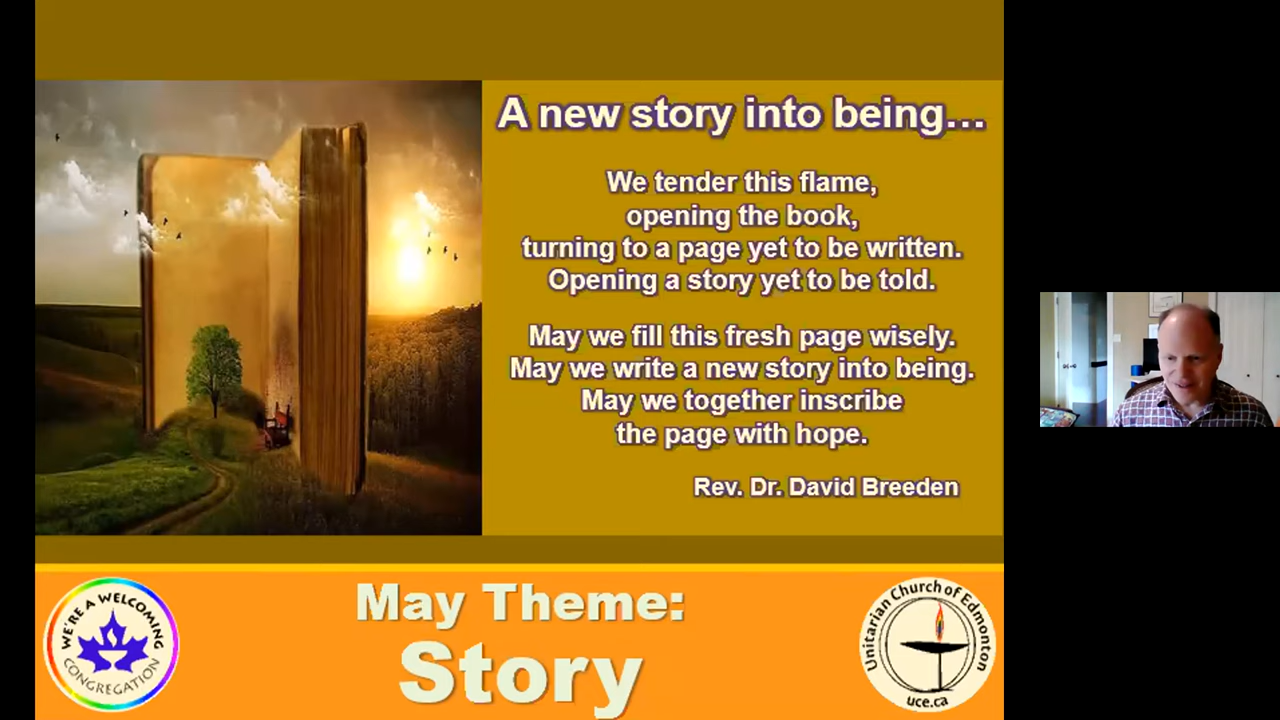 A new story into being...
We tender this flame,
opening the book,
turning to a page yet to be written.
Opening a story yet to be told.
May we fill this fresh page wisely.
May we write a new story into being.
May we together inscribe
the page with hope.
Rev. Dr. David Breeden
WE'RE A WELCOMING
CONGREGATION
May Theme:
Story
Unitarian Church of Edmonton
uce.ca